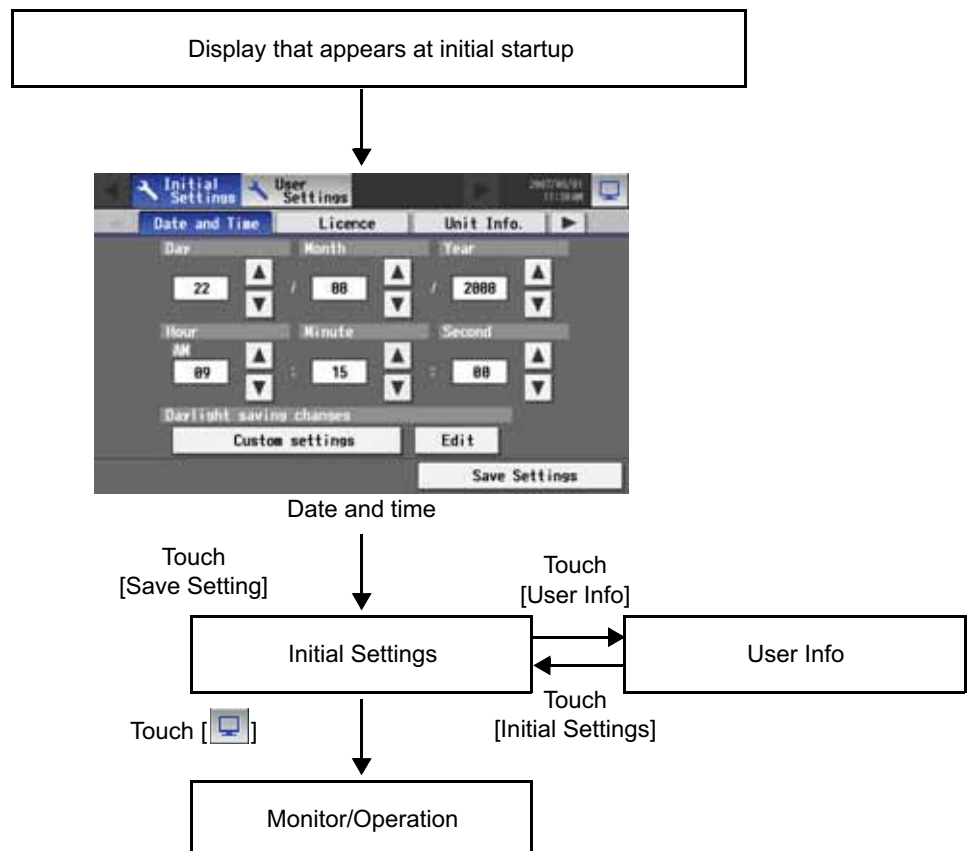 Display that appears at initial startup
Initial
Settings
User
Settings
11:50AM
Date and Time
Licence
Unit Info.
Day
Month
Year
22
/
08
/
2008
Hour
Minute
Second
AM
09
:
15
:
00
Daylight saving changes
Custom settings
Edit
Save Settings
Date and time
Touch
[Save Setting]
Touch
[User Info]
Initial Settings
User Info
Touch
[Initial Settings]
Touch [ ]
Monitor/Operation